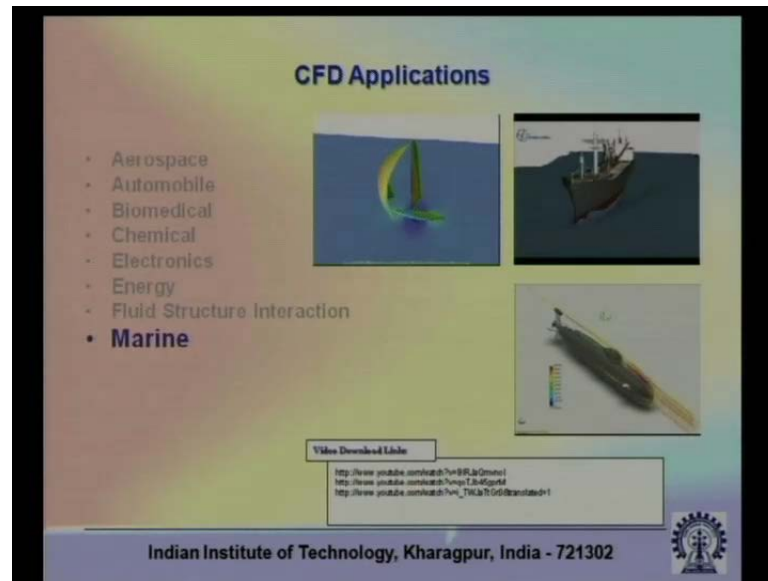 CFD Applications
• Aerospace
• Automobile
• Biomedical
• Chemical
• Electronics
• Energy
• Fluid Structure Interaction
• Marine
Video Download Links
Indian Institute of Technology, Kharagpur, India - 721302